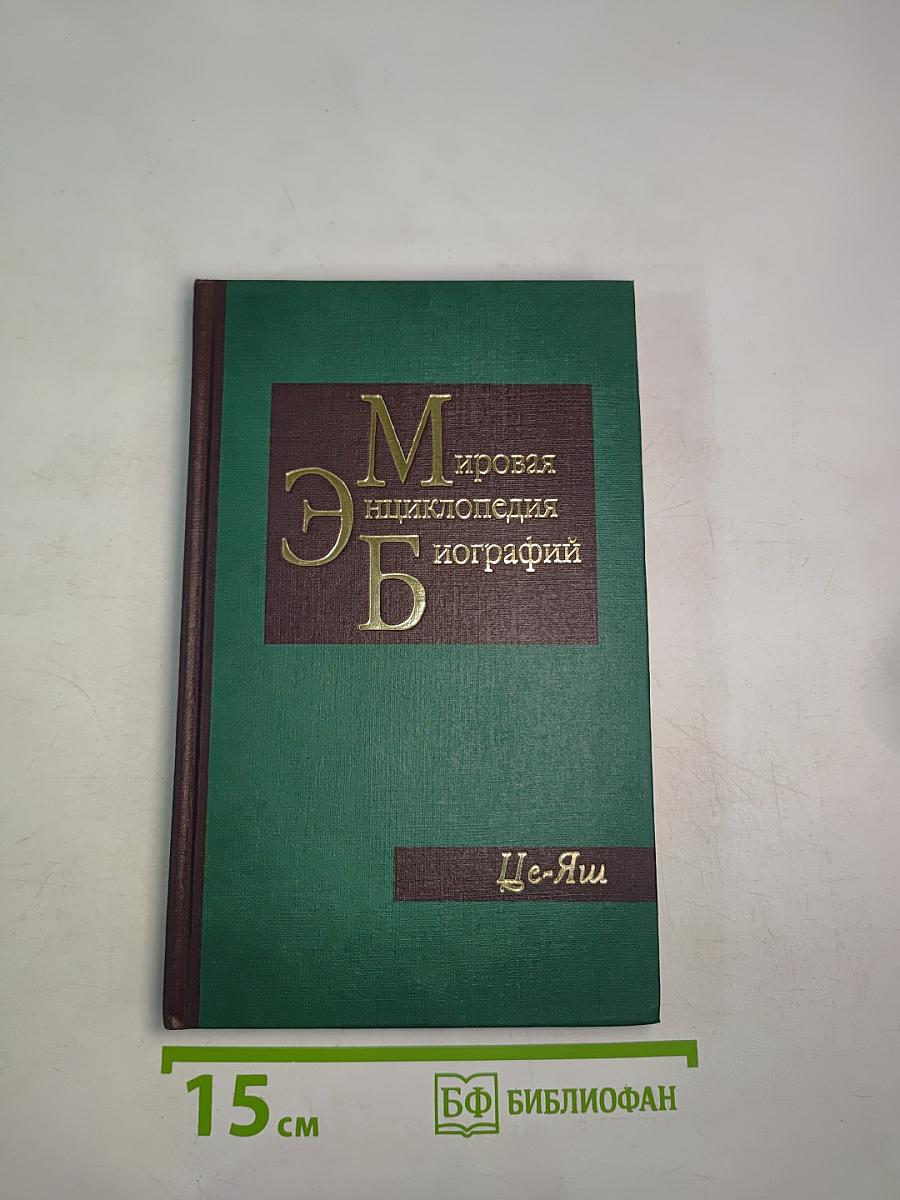 Мировая
Энциклопедия
Биографий
Це-Яш
15 см
БФ БИБЛИОФАН